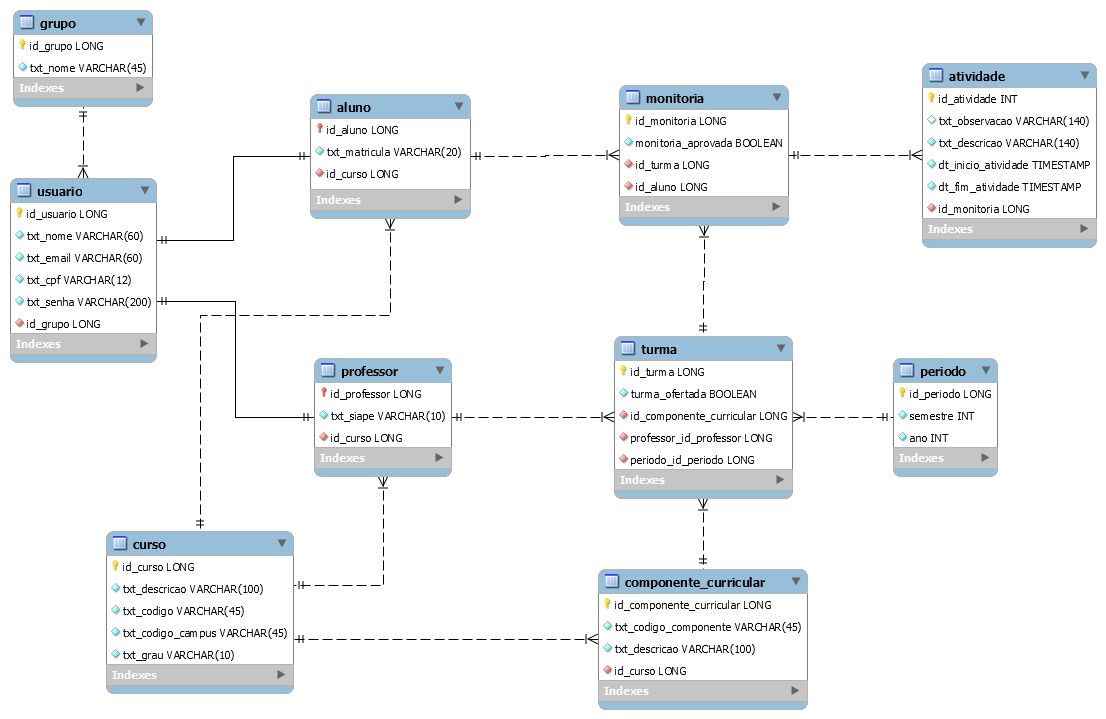 grupo
id_grupo LONG
txt_nome VARCHAR(45)
Indexes
usuario
id_usuario LONG
txt_nome VARCHAR(60)
txt_email VARCHAR(60)
txt_cpf VARCHAR(12)
txt_senha VARCHAR(200)
id_grupo LONG
Indexes
aluno
id_aluno LONG
txt_matricula VARCHAR(20)
id_curso LONG
Indexes
monitoria
id_monitoria LONG
monitoria_aprovada BOOLEAN
id_turma LONG
id_aluno LONG
Indexes
atividade
id_atividade INT
txt_observacao VARCHAR(140)
txt_descricao VARCHAR(140)
dt_inicio_atividade TIMESTAMP
dt_fim_atividade TIMESTAMP
id_monitoria LONG
Indexes
professor
id_professor LONG
txt_siape VARCHAR(10)
id_curso LONG
Indexes
turma
id_turma LONG
turma_ofertada BOOLEAN
id_componente_curricular LONG
professor_id_professor LONG
periodo_id_periodo LONG
Indexes
periodo
id_periodo LONG
semestre INT
ano INT
Indexes
curso
id_curso LONG
txt_descricao VARCHAR(100)
txt_codigo VARCHAR(45)
txt_codigo_campus VARCHAR(45)
txt_grau VARCHAR(10)
Indexes
componente_curricular
id_componente_curricular LONG
txt_codigo_componente VARCHAR(45)
txt_descricao VARCHAR(100)
id_curso LONG
Indexes